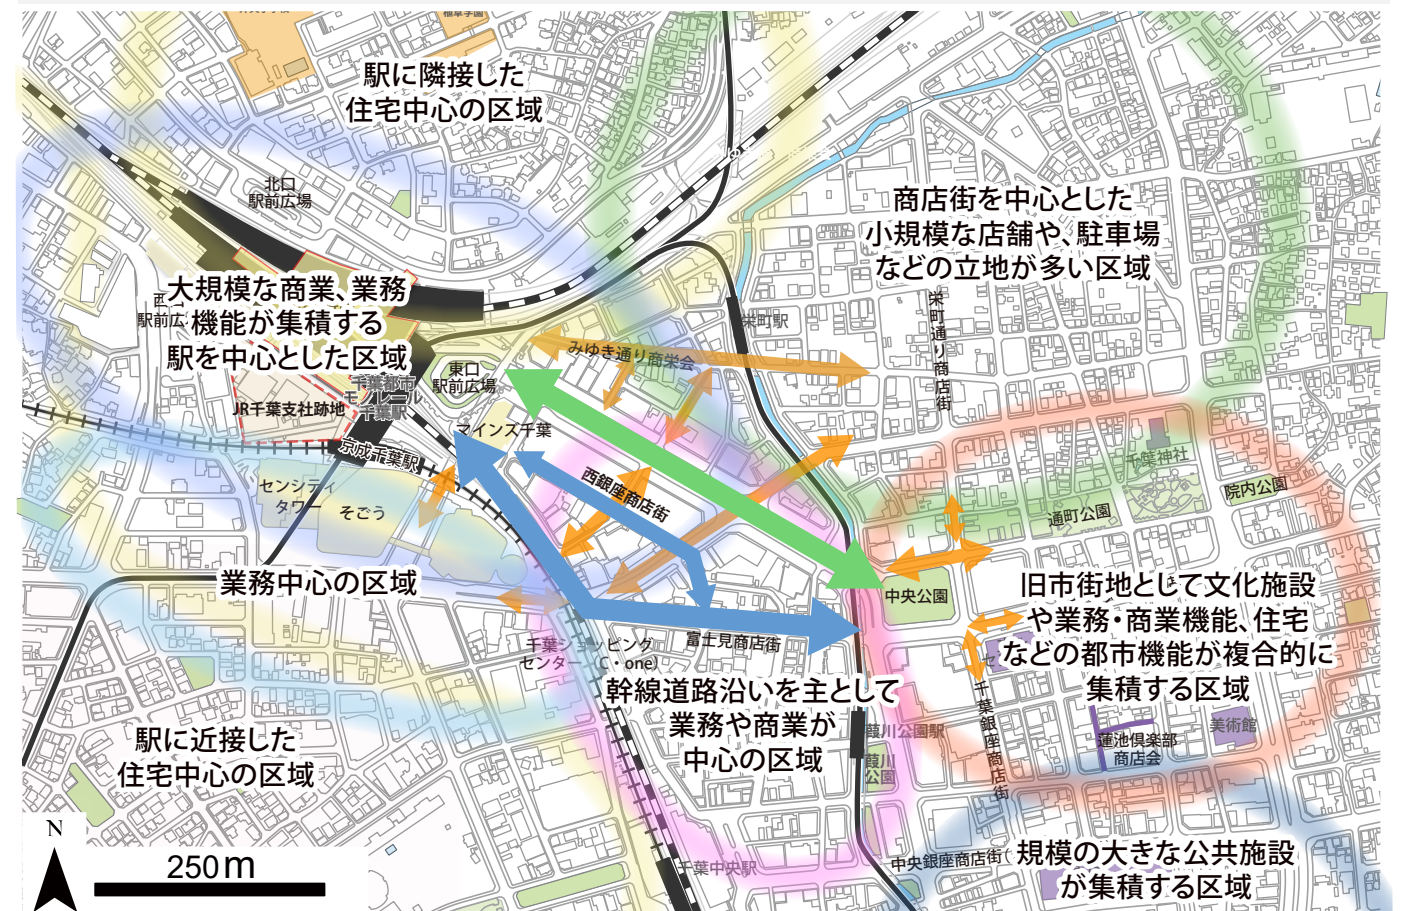 駅に隣接した
住宅中心の区域
北口
駅前広場
商店街を中心とした
小規模な店舗や、駐車場
などの立地が多い区域
大規模な商業、業務
機能が集積する
駅を中心とした区域
栄町駅
栄町通り商店街
みゆき通り商栄会
東口
駅前広場
千葉都市
モノレール
千葉駅
JR千葉支社跡地
マインズ千葉
京成千葉駅
西銀座商店街
センシティ
タワー
そごう
千葉神社
院内公園
通町公園
業務中心の区域
中央公園
旧市街地として文化施設
や業務・商業機能、住宅
などの都市機能が複合的に
集積する区域
千葉ショッピング
センター（C・one）
富士見商店街
幹線道路沿いを主として
業務や商業が
中心の区域
千葉銀座商店街
葭川公園駅
葭川
公園
蓮池倶楽部
商店会
美術館
駅に近接した
住宅中心の区域
千葉中央駅
中央銀座商店街
規模の大きな公共施設
が集積する区域
N
250m